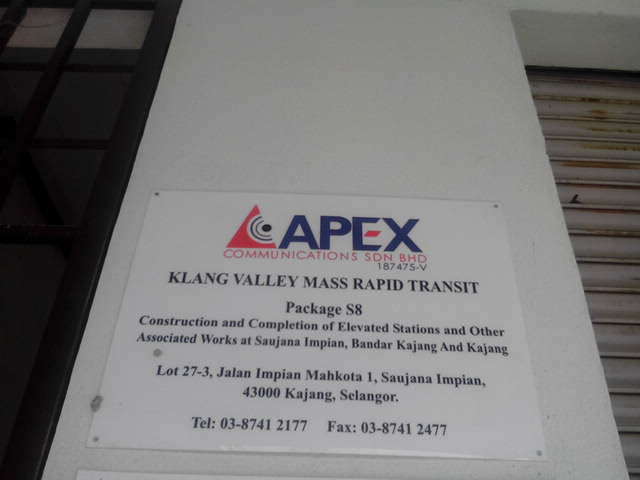 APEX
COMMUNICATIONS SDN BHD
187475-V
KLANG VALLEY MASS RAPID TRANSIT
Package S8
Construction and Completion of Elevated Stations and Other
Associated Works at Saujana Impian, Bandar Kajang And Kajang
Lot 27-3, Jalan Impian Mahkota 1, Saujana Impian,
43000 Kajang, Selangor.
Tel: 03-8741 2177 Fax: 03-8741 2477